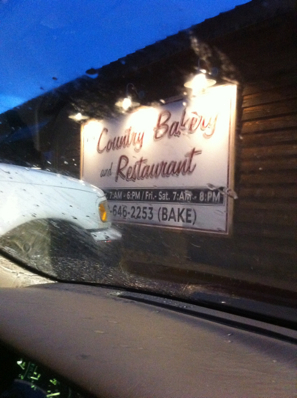 Country Bakery
and Restaurant
7 AM - 6 PM / Fri.- Sat. 7: AM - 8: PM
-646-2253 (BAKE)